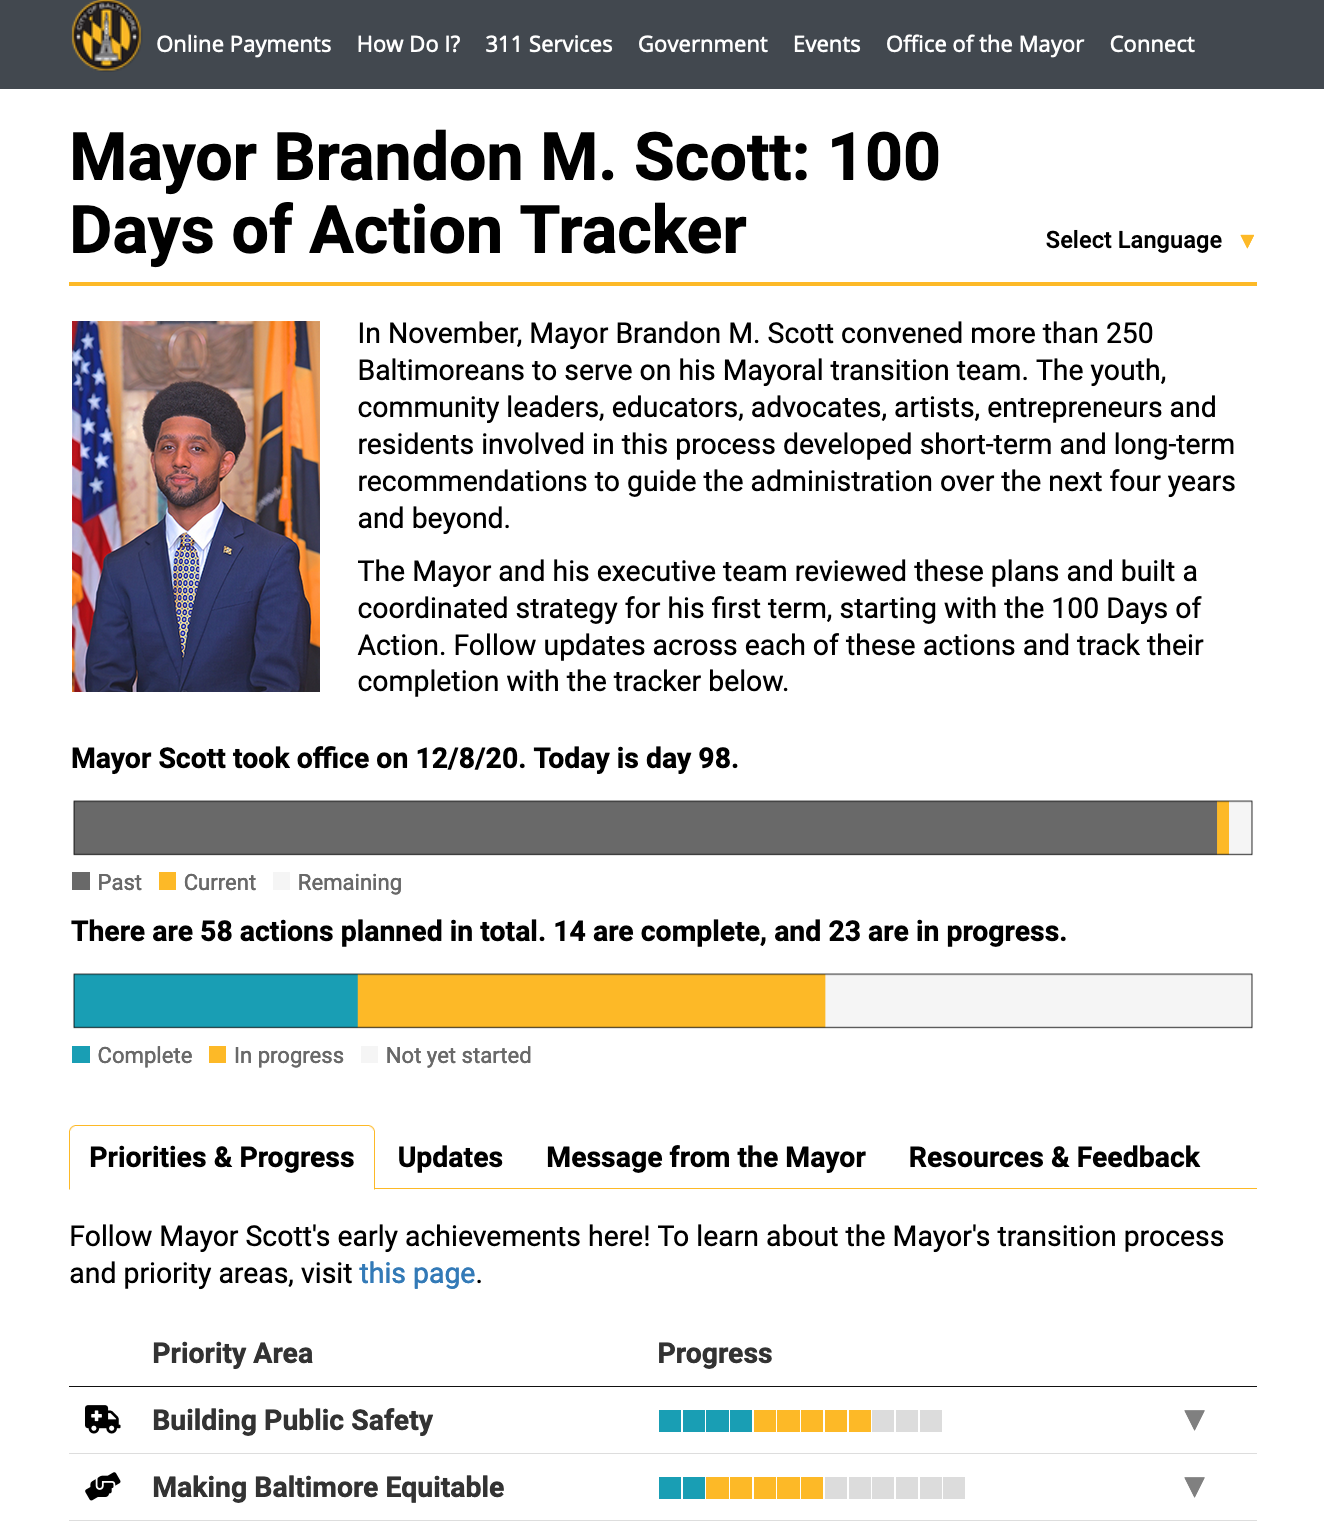 CITY OF BALTIMORE
Online Payments How Do I? 311 Services Government Events Office of the Mayor Connect
Mayor Brandon M. Scott: 100
Days of Action Tracker
Select Language
In November, Mayor Brandon M. Scott convened more than 250
Baltimoreans to serve on his Mayoral transition team. The youth,
community leaders, educators, advocates, artists, entrepreneurs and
residents involved in this process developed short-term and long-term
recommendations to guide the administration over the next four years
and beyond.
The Mayor and his executive team reviewed these plans and built a
coordinated strategy for his first term, starting with the 100 Days of
Action. Follow updates across each of these actions and track their
completion with the tracker below.
Mayor Scott took office on 12/8/20. Today is day 98.
Past Current Remaining
There are 58 actions planned in total. 14 are complete, and 23 are in progress.
Complete In progress Not yet started
Priorities & Progress Updates Message from the Mayor Resources & Feedback
Follow Mayor Scott's early achievements here! To learn about the Mayor's transition process
and priority areas, visit this page.
Priority Area Progress
Building Public Safety
Making Baltimore Equitable